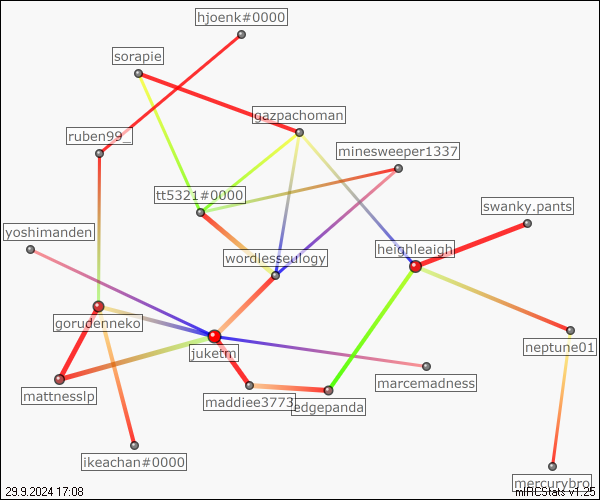 hjoenk#0000
sorapie
gazpachoman
ruben99_
minesweeper1337
tt5321#0000
swanky.pants
yoshimanden
heighleaigh
wordlesseulogy
gorudenneko
juketm
neptune01
marcemadness
mattnesslp
maddiee3773
edgepanda
ikeachan#0000
mercurybro
29.9.2024 17:08
mIRCStats v1.25